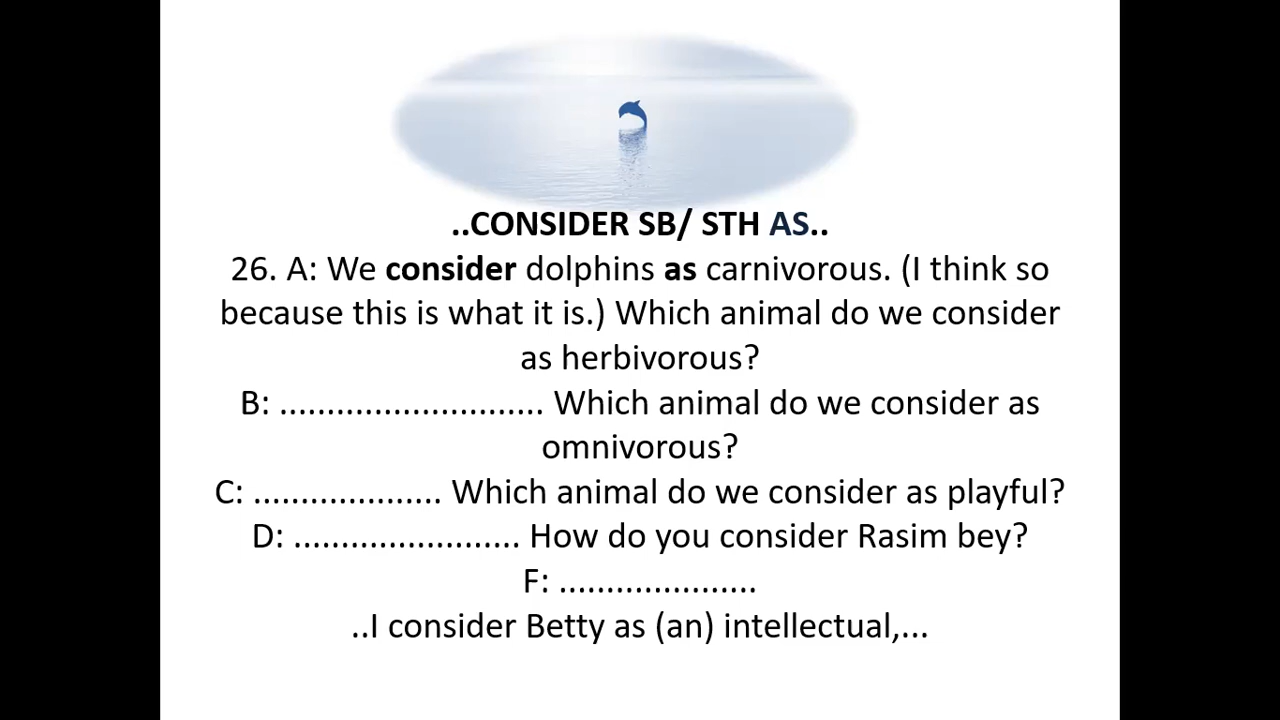 ..CONSIDER SB/ STH AS..
26. A: We consider dolphins as carnivorous. (I think so
because this is what it is.) Which animal do we consider
as herbivorous?
B: ............................ Which animal do we consider as
omnivorous?
C: .................... Which animal do we consider as playful?
D: ........................ How do you consider Rasim bey?
F: .....................
..I consider Betty as (an) intellectual,...